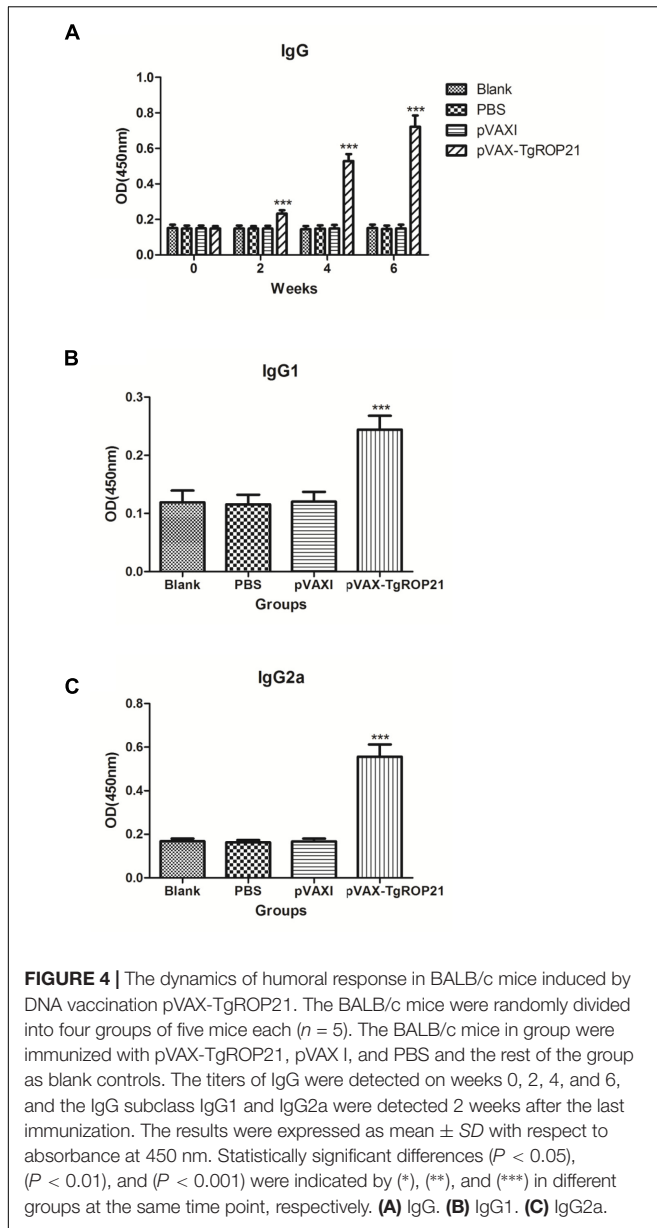 A
IgG
OD(450nm)
1.0
0.8
0.6
0.4
0.2
0.0
***
***
***
0 2 4 6
Weeks
Blank
PBS
pVAXI
pVAX-TgROP21
B
IgG1
OD(450nm)
0.3
0.2
0.1
0.0
***
Blank PBS pVAXI pVAX-TgROP21
Groups
C
IgG2a
OD(450nm)
0.8
0.6
0.4
0.2
0.0
***
Blank PBS pVAXI pVAX-TgROP21
Groups
FIGURE 4 | The dynamics of humoral response in BALB/c mice induced by
DNA vaccination pVAX-TgROP21. The BALB/c mice were randomly divided
into four groups of five mice each (n = 5). The BALB/c mice in group were
immunized with pVAX-TgROP21, pVAX I, and PBS and the rest of the group
as blank controls. The titers of IgG were detected on weeks 0, 2, 4, and 6,
and the IgG subclass IgG1 and IgG2a were detected 2 weeks after the last
immunization. The results were expressed as mean ± SD with respect to
absorbance at 450 nm. Statistically significant differences (P < 0.05),
(P < 0.01), and (P < 0.001) were indicated by (*), (**), and (***) in different
groups at the same time point, respectively. (A) IgG. (B) IgG1. (C) IgG2a.